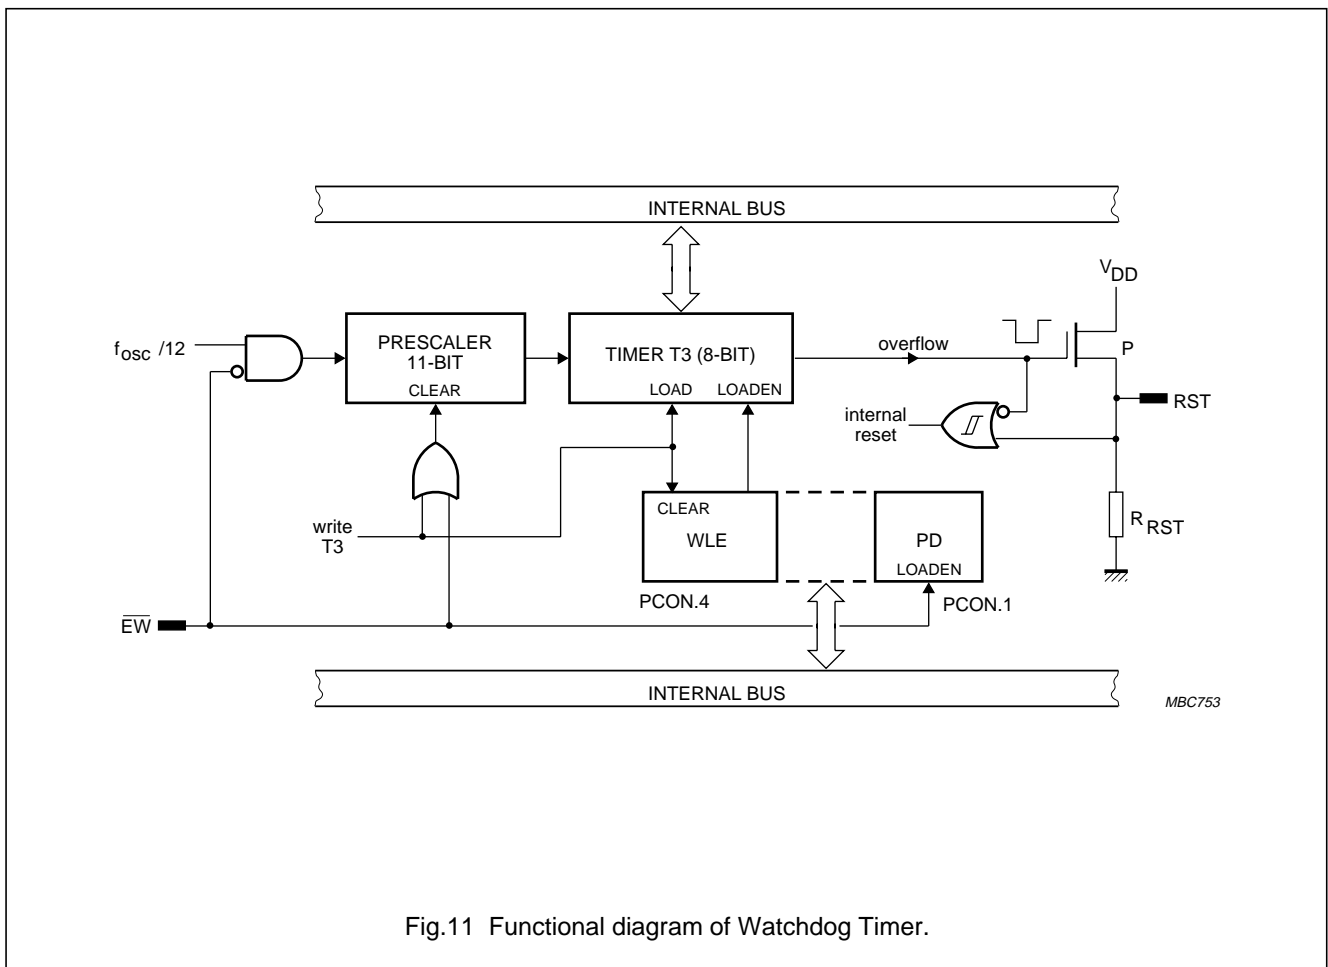 INTERNAL BUS
VDD
fosc /12
PRESCALER
11-BIT
CLEAR
TIMER T3 (8-BIT)
LOAD LOADEN
overflow
P
RST
internal
reset
write
T3
CLEAR
WLE
PD
LOADEN
RRST
PCON.4
PCON.1
EW
INTERNAL BUS
MBC753
Fig.11 Functional diagram of Watchdog Timer.